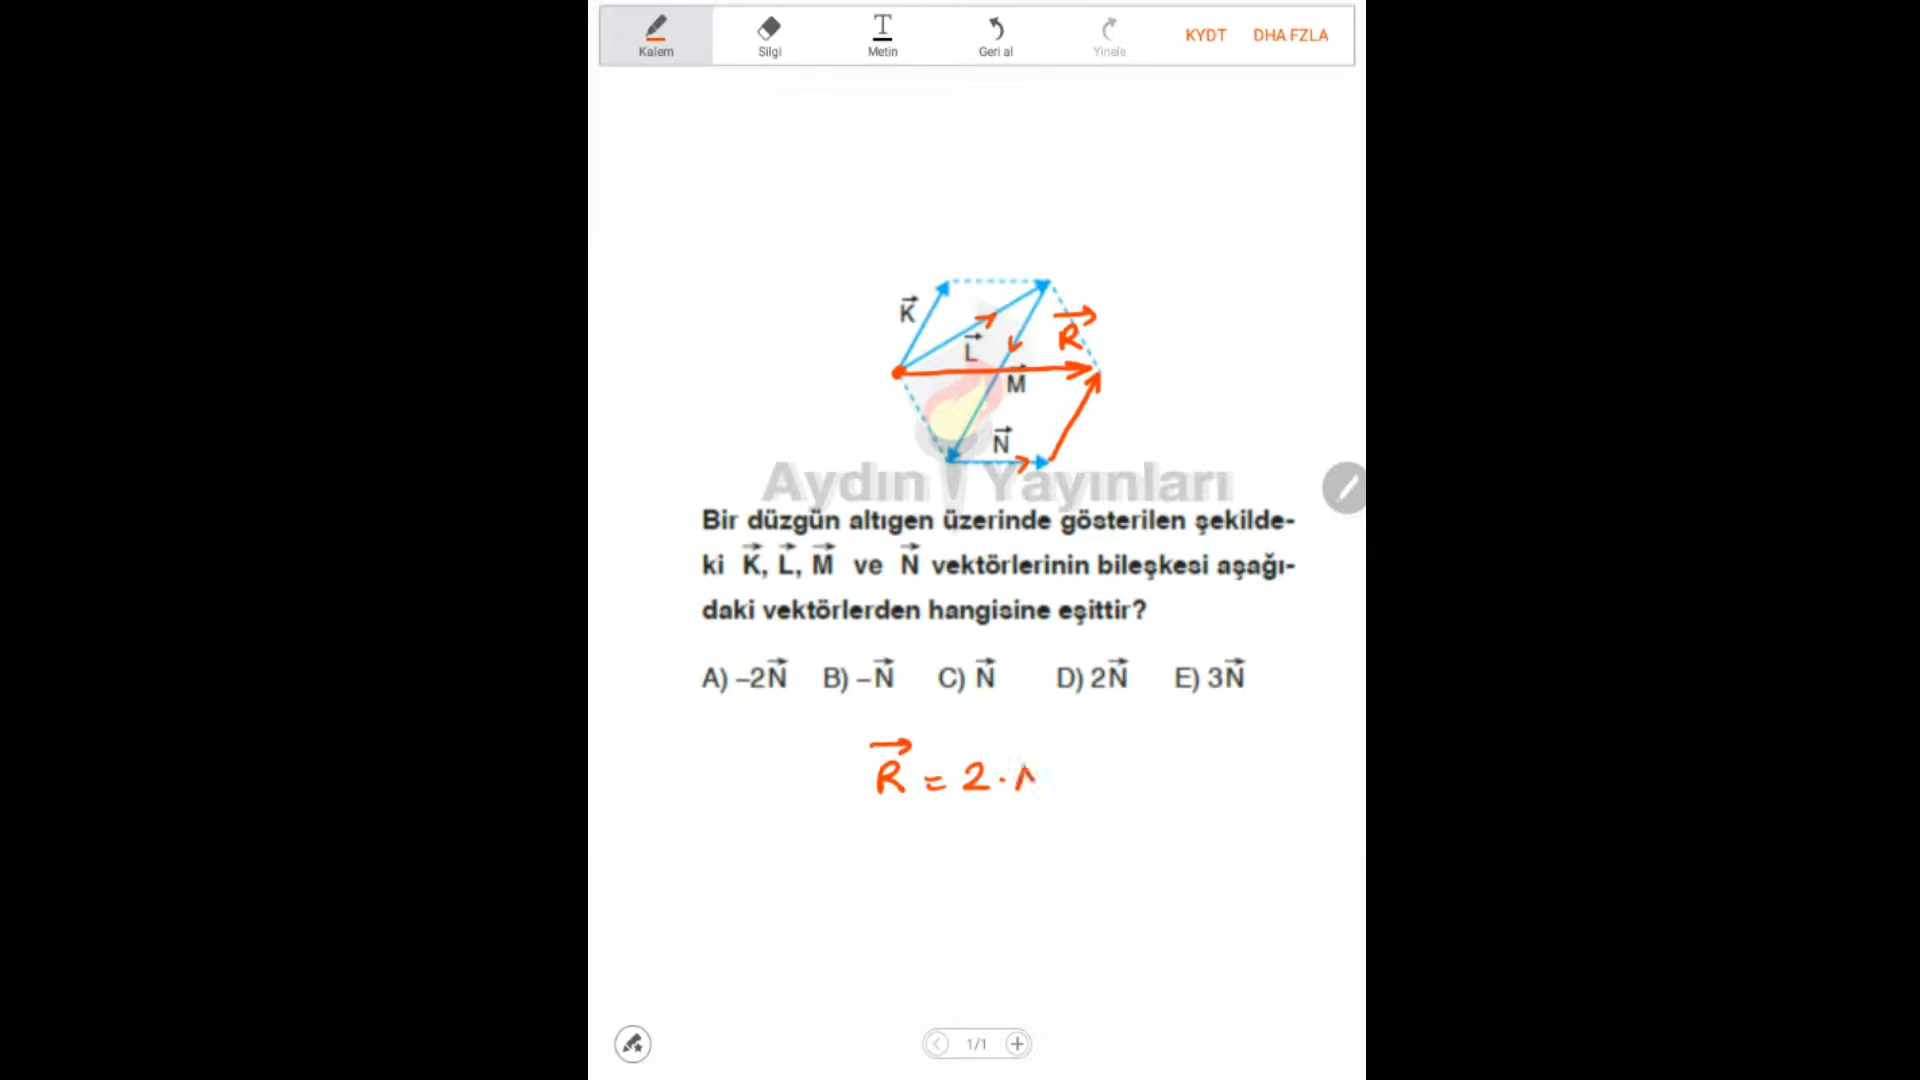 Kalem Silgi Metin Geri al Yinele KYDT DHA FZLA
K
L
R
M
N
Aydın Yayınları
Bir düzgün altıgen üzerinde gösterilen şekilde-
ki K, L, M ve N vektörlerinin bileşkesi aşağı-
daki vektörlerden hangisine eşittir?
A) –2N B) –N C) N D) 2N E) 3N
R = 2 .
1/1